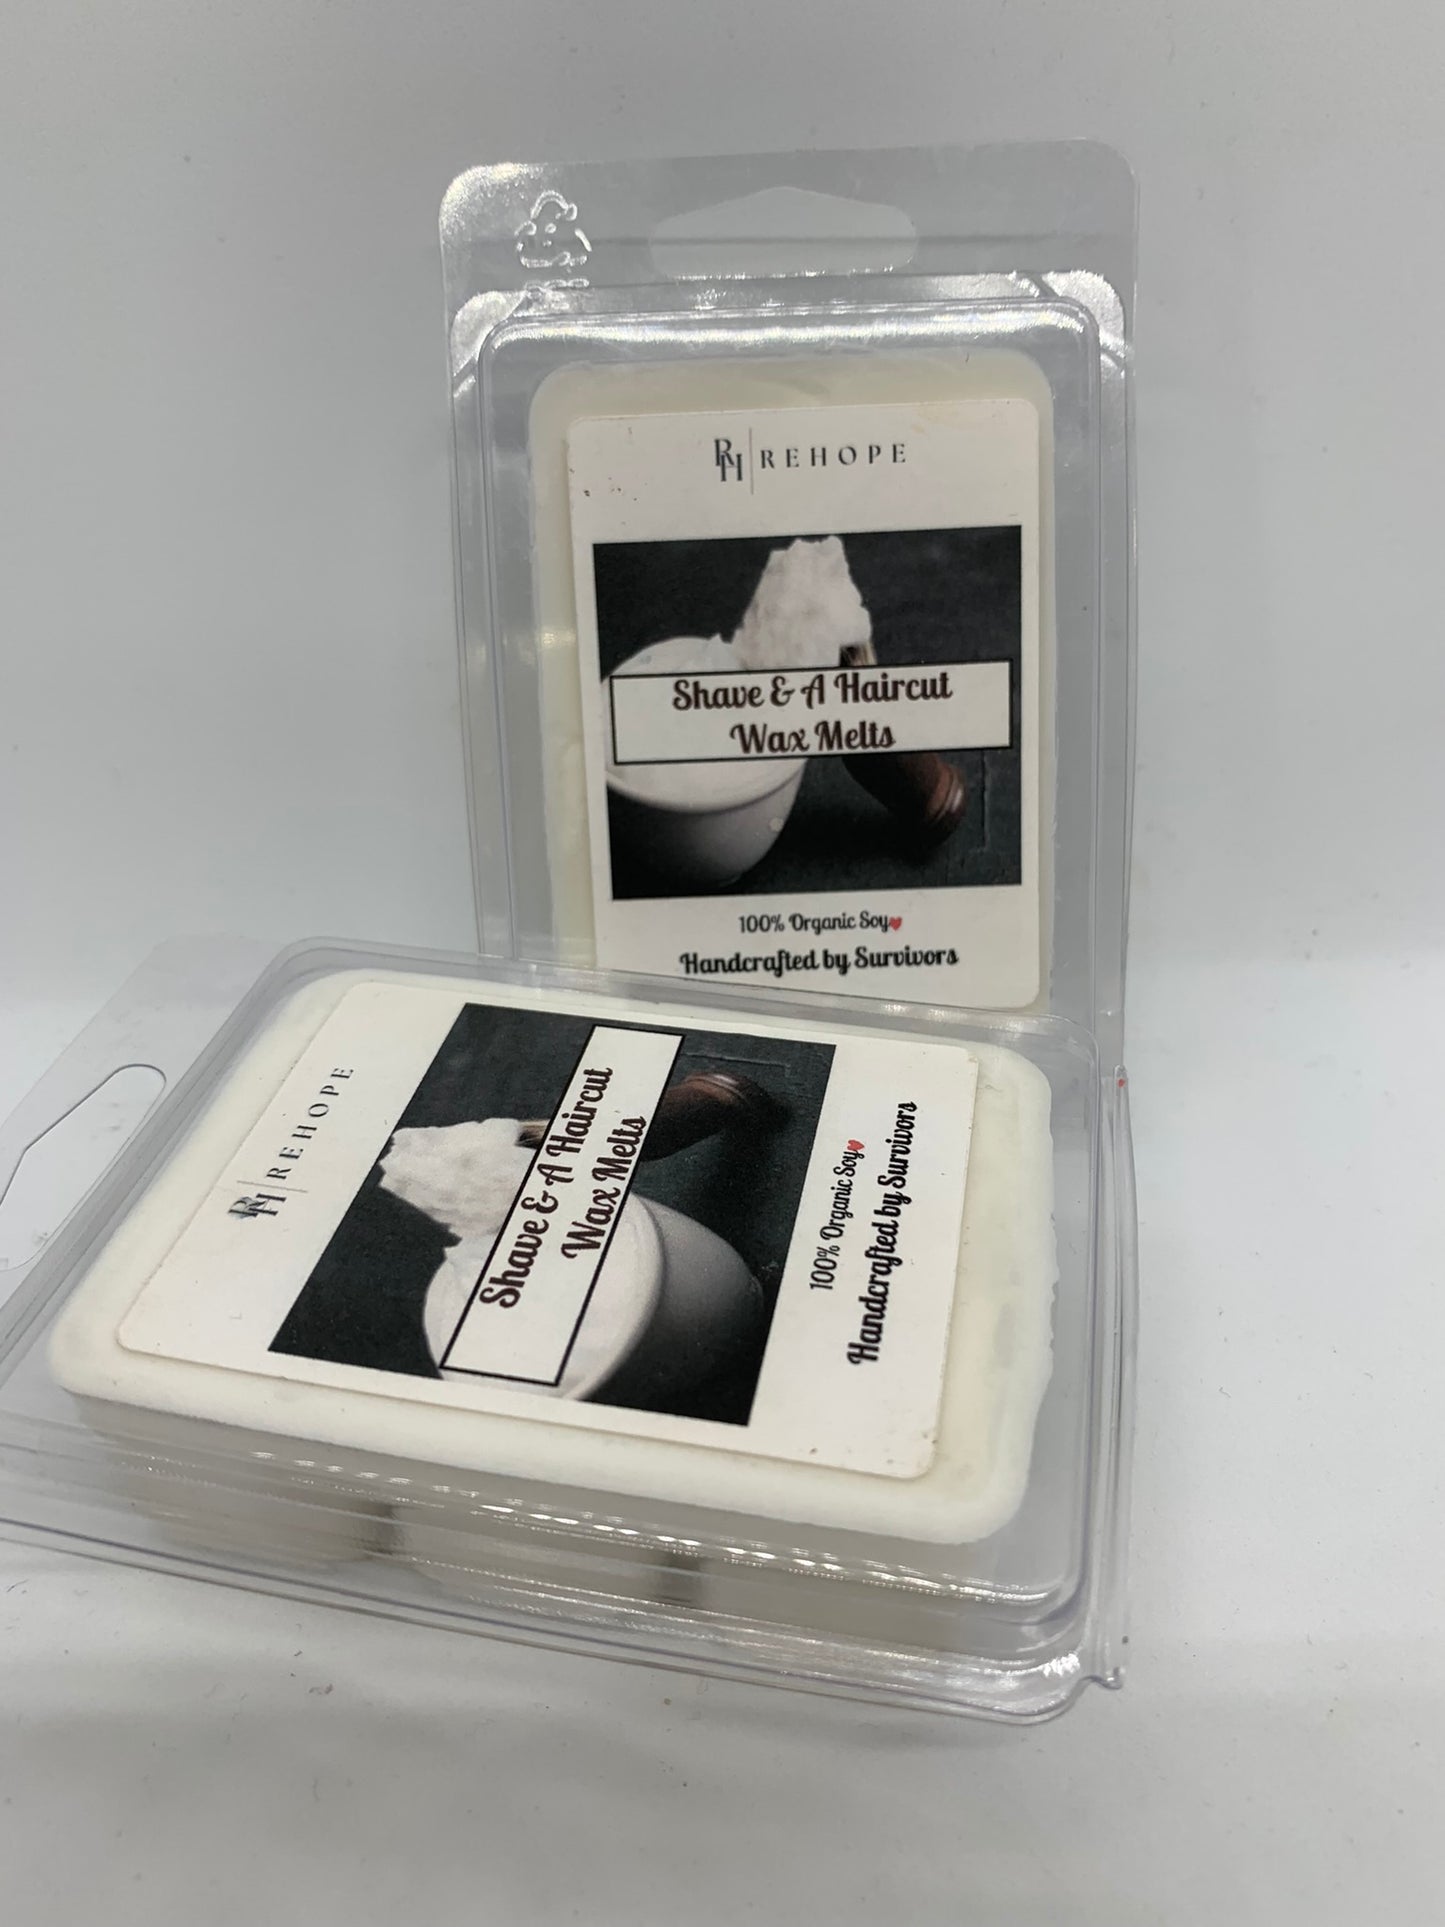 RH REHOPE
Shave & A Haircut
Wax Melts
100% Organic Soy
Handcrafted by Survivors
RH REHOPE
Shave & A Haircut
Wax Melts
100% Organic Soy
Handcrafted by Survivors